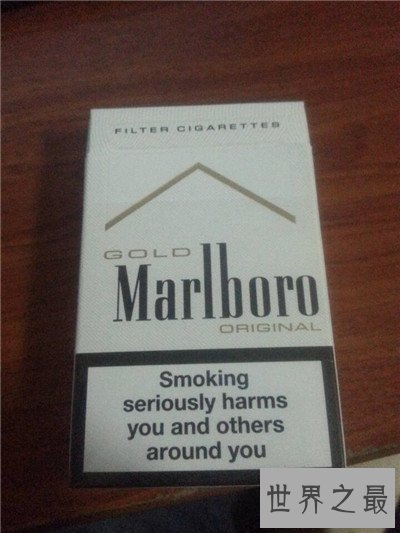 FILTER CIGARETTES
GOLD
Marlboro
ORIGINAL
Smoking
seriously harms
you and others
around you
世界之最